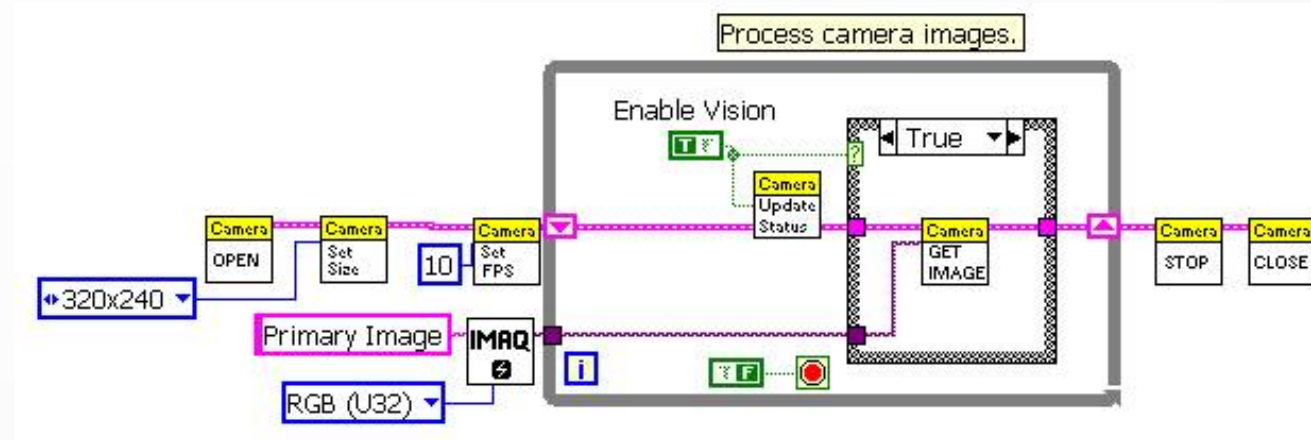 Process camera images.
Enable Vision
T
?
True
Camera
OPEN
Camera
Set
Size
Camera
Set
FPS
10
320x240
Camera
Update
Status
Camera
GET
IMAGE
Camera
STOP
Camera
CLOSE
Primary Image
IMAQ
RGB (U32)
i
F